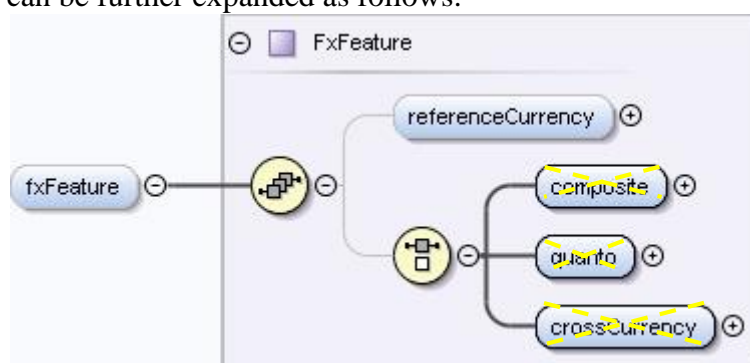 can be further expanded as follows:
FxFeature
referenceCurrency
fxFeature
composite
quanto
crossCurrency